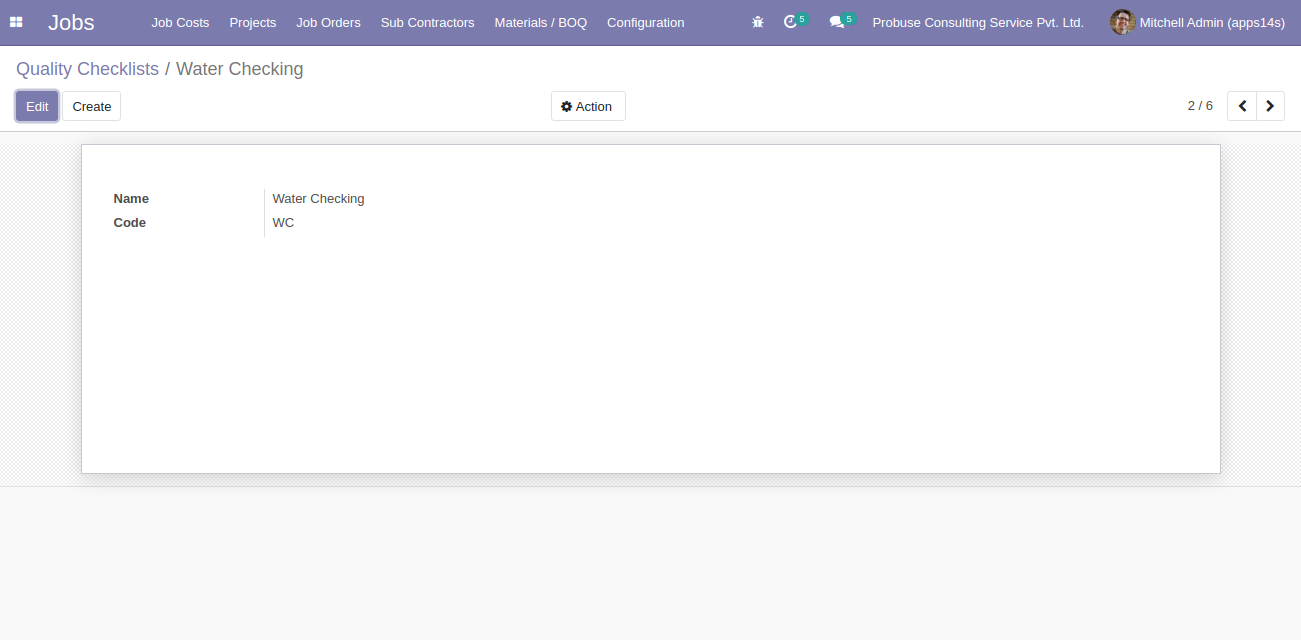 Jobs Job Costs Projects Job Orders Sub Contractors Materials / BOQ Configuration 5 5 Probuse Consulting Service Pvt. Ltd. Mitchell Admin (apps14s)
Quality Checklists / Water Checking
Edit Create Action 2 / 6
Name Water Checking
Code WC